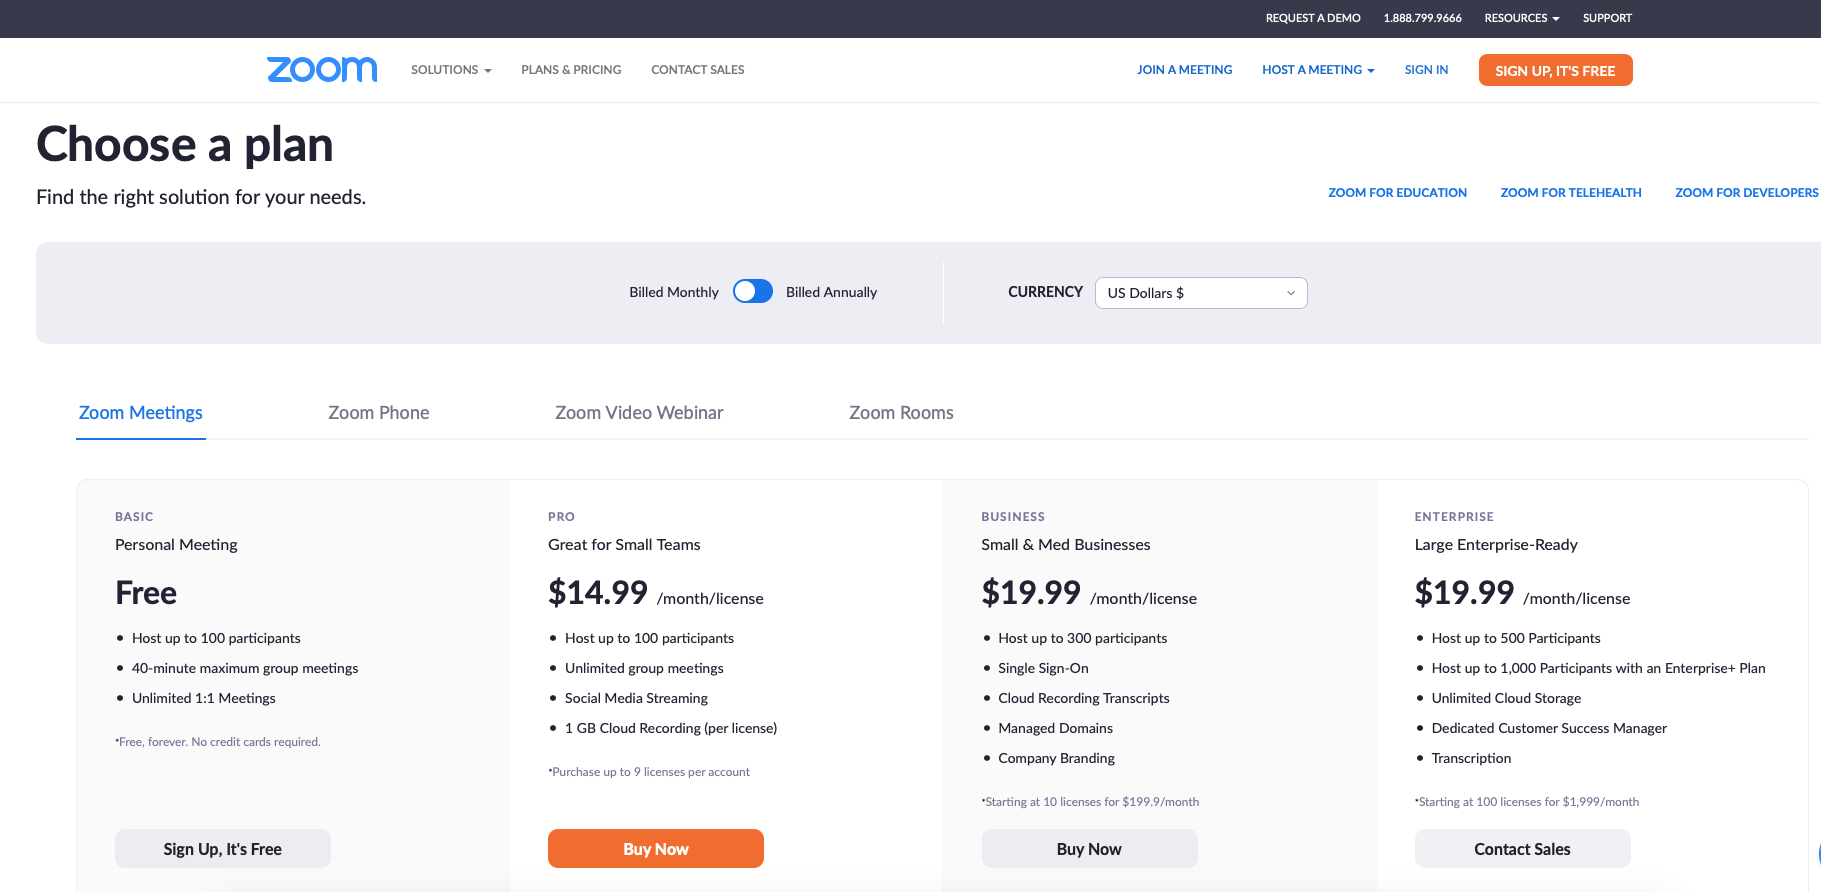 REQUEST A DEMO 1.888.799.9666 RESOURCES SUPPORT
zoom SOLUTIONS PLANS & PRICING CONTACT SALES JOIN A MEETING HOST A MEETING SIGN IN SIGN UP, IT'S FREE
Choose a plan
Find the right solution for your needs.
ZOOM FOR EDUCATION ZOOM FOR TELEHEALTH ZOOM FOR DEVELOPERS
Billed Monthly Billed Annually CURRENCY US Dollars $
Zoom Meetings Zoom Phone Zoom Video Webinar Zoom Rooms
BASIC
Personal Meeting
Free
• Host up to 100 participants
• 40-minute maximum group meetings
• Unlimited 1:1 Meetings
*Free, forever. No credit cards required.
Sign Up, It's Free
PRO
Great for Small Teams
$14.99 /month/license
• Host up to 100 participants
• Unlimited group meetings
• Social Media Streaming
• 1 GB Cloud Recording (per license)
*Purchase up to 9 licenses per account
Buy Now
BUSINESS
Small & Med Businesses
$19.99 /month/license
• Host up to 300 participants
• Single Sign-On
• Cloud Recording Transcripts
• Managed Domains
• Company Branding
*Starting at 10 licenses for $199.9/month
Buy Now
ENTERPRISE
Large Enterprise-Ready
$19.99 /month/license
• Host up to 500 Participants
• Host up to 1,000 Participants with an Enterprise+ Plan
• Unlimited Cloud Storage
• Dedicated Customer Success Manager
• Transcription
*Starting at 100 licenses for $1,999/month
Contact Sales